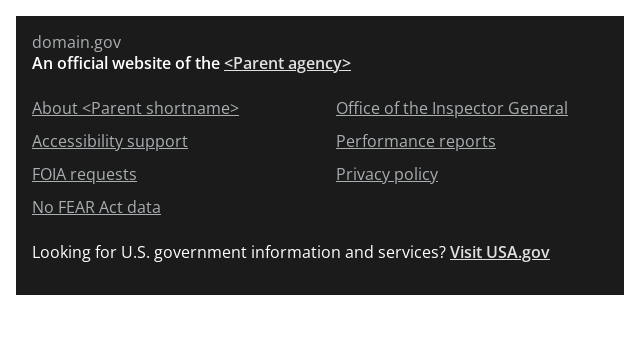 domain.gov
An official website of the <Parent agency>
About <Parent shortname>
Accessibility support
FOIA requests
No FEAR Act data
Office of the Inspector General
Performance reports
Privacy policy
Looking for U.S. government information and services? Visit USA.gov